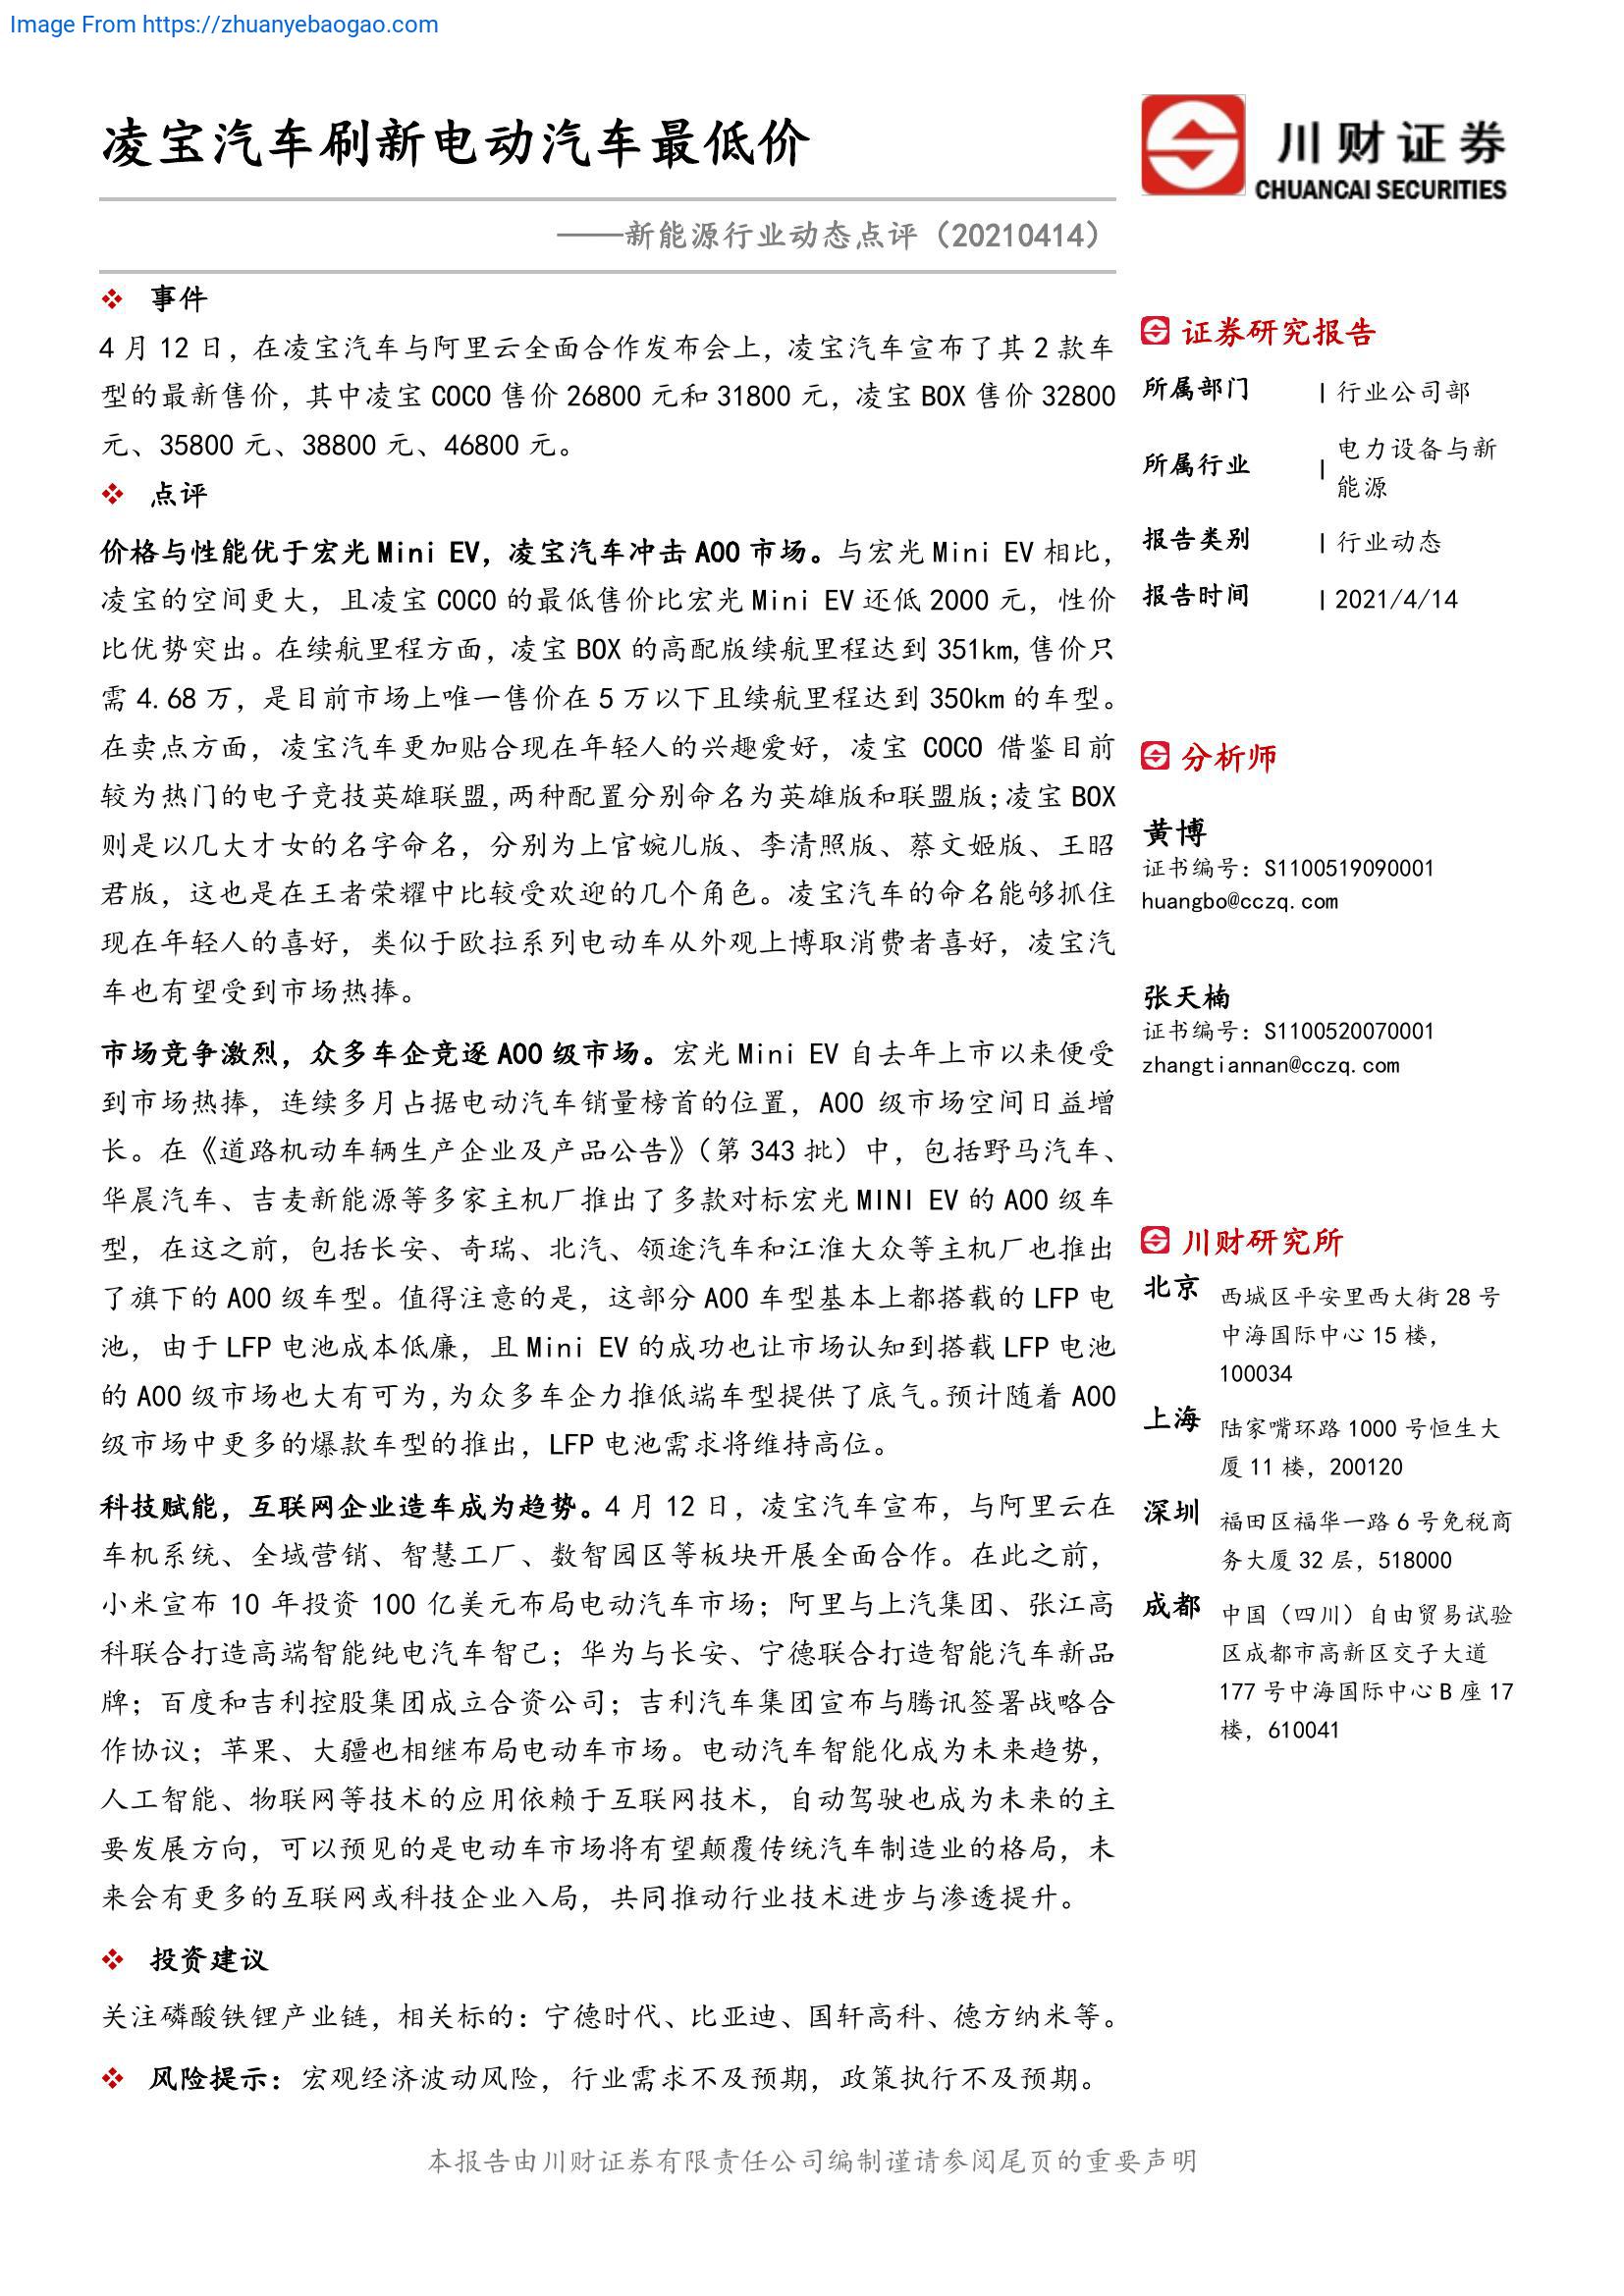 Image From https://zhuanyebaogao.com
凌宝汽车刷新电动汽车最低价
川财证券
CHUANCAI SECURITIES
——新能源行业动态点评（20210414）
事件
4 月 12 日，在凌宝汽车与阿里云全面合作发布会上，凌宝汽车宣布了其 2 款车
型的最新售价，其中凌宝 COCO 售价 26800 元和 31800 元，凌宝 BOX 售价 32800
元、35800 元、38800 元、46800 元。
点评
价格与性能优于宏光 Mini EV，凌宝汽车冲击 A00 市场。与宏光 Mini EV 相比，
凌宝的空间更大，且凌宝 COCO 的最低售价比宏光 Mini EV 还低 2000 元，性价
比优势突出。在续航里程方面，凌宝 BOX 的高配版续航里程达到 351km,售价只
需 4.68 万，是目前市场上唯一售价在 5 万以下且续航里程达到 350km 的车型。
在卖点方面，凌宝汽车更加贴合现在年轻人的兴趣爱好，凌宝 COCO 借鉴目前
较为热门的电子竞技英雄联盟,两种配置分别命名为英雄版和联盟版;凌宝 BOX
则是以几大才女的名字命名，分别为上官婉儿版、李清照版、蔡文姬版、王昭
君版，这也是在王者荣耀中比较受欢迎的几个角色。凌宝汽车的命名能够抓住
现在年轻人的喜好，类似于欧拉系列电动车从外观上博取消费者喜好，凌宝汽
车也有望受到市场热捧。
市场竞争激烈，众多车企竞逐 A00 级市场。宏光 Mini EV 自去年上市以来便受
到市场热捧，连续多月占据电动汽车销量榜首的位置，A00 级市场空间日益增
长。在《道路机动车辆生产企业及产品公告》（第 343 批）中，包括野马汽车、
华晨汽车、吉麦新能源等多家主机厂推出了多款对标宏光 MINI EV 的 A00 级车
型，在这之前，包括长安、奇瑞、北汽、领途汽车和江淮大众等主机厂也推出
了旗下的 A00 级车型。值得注意的是，这部分 A00 车型基本上都搭载的 LFP 电
池，由于 LFP 电池成本低廉，且 Mini EV 的成功也让市场认知到搭载 LFP 电池
的 A00 级市场也大有可为,为众多车企力推低端车型提供了底气。预计随着 A00
级市场中更多的爆款车型的推出，LFP 电池需求将维持高位。
科技赋能，互联网企业造车成为趋势。4 月 12 日，凌宝汽车宣布，与阿里云在
车机系统、全域营销、智慧工厂、数智园区等板块开展全面合作。在此之前，
小米宣布 10 年投资 100 亿美元布局电动汽车市场；阿里与上汽集团、张江高
科联合打造高端智能纯电汽车智己；华为与长安、宁德联合打造智能汽车新品
牌；百度和吉利控股集团成立合资公司；吉利汽车集团宣布与腾讯签署战略合
作协议；苹果、大疆也相继布局电动车市场。电动汽车智能化成为未来趋势，
人工智能、物联网等技术的应用依赖于互联网技术，自动驾驶也成为未来的主
要发展方向，可以预见的是电动车市场将有望颠覆传统汽车制造业的格局，未
来会有更多的互联网或科技企业入局，共同推动行业技术进步与渗透提升。
投资建议
关注磷酸铁锂产业链，相关标的：宁德时代、比亚迪、国轩高科、德方纳米等。
风险提示：宏观经济波动风险，行业需求不及预期，政策执行不及预期。
证券研究报告
所属部门 | 行业公司部
所属行业 | 电力设备与新
能源
报告类别 | 行业动态
报告时间 | 2021/4/14
分析师
黄博
证书编号：S1100519090001
huangbo@cczq.com
张天楠
证书编号：S1100520070001
zhangtiannan@cczq.com
川财研究所
北京 西城区平安里西大街 28 号
中海国际中心 15 楼，
100034
上海 陆家嘴环路 1000 号恒生大
厦 11 楼，200120
深圳 福田区福华一路 6 号免税商
务大厦 32 层，518000
成都 中国（四川）自由贸易试验
区成都市高新区交子大道
177 号中海国际中心 B 座 17
楼，610041
本报告由川财证券有限责任公司编制谨请参阅尾页的重要声明